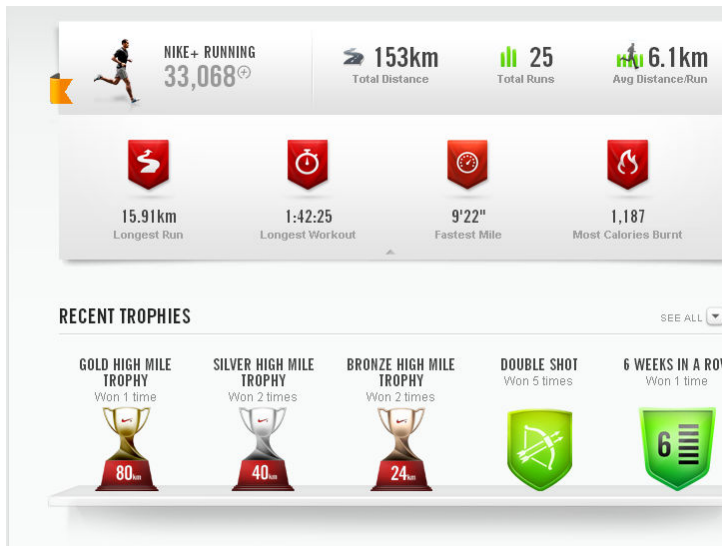 NIKE+ RUNNING
33,068
153km
Total Distance
25
Total Runs
6.1km
Avg Distance/Run
15.91km
Longest Run
1:42:25
Longest Workout
9'22"
Fastest Mile
1,187
Most Calories Burnt
RECENT TROPHIES
SEE ALL
GOLD HIGH MILE
TROPHY
Won 1 time
80km
SILVER HIGH MILE
TROPHY
Won 2 times
40km
BRONZE HIGH MILE
TROPHY
Won 2 times
24km
DOUBLE SHOT
Won 5 times
6 WEEKS IN A ROW
Won 1 time
6